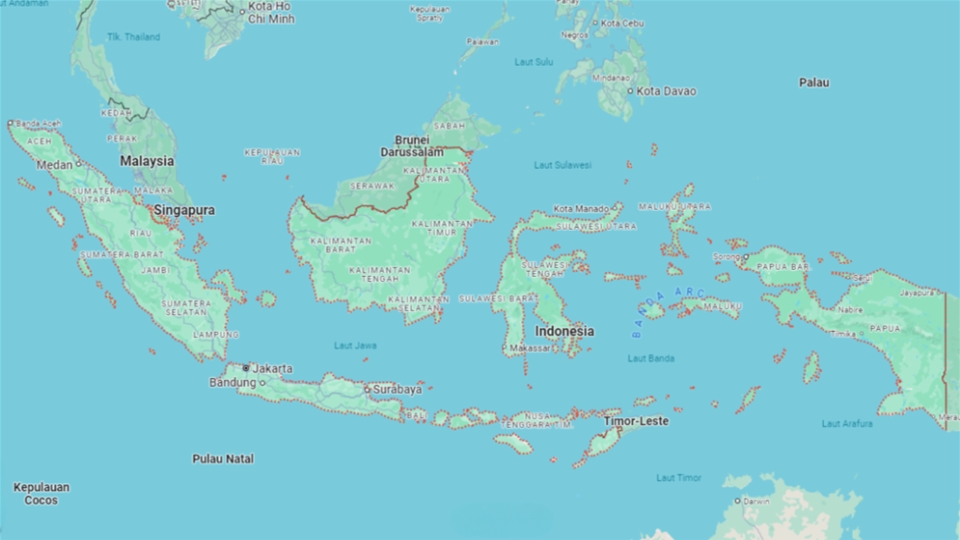 ut Andaman
Kota Ho
Chi Minh
Kepulauan
Spratly
Tlk. Thailand
Palawan
Negros
Kota Cebu
Laut Sulu
Mindanao
Kota Davao
Palau
Banda Aceh
ACEH
KEDAH
PERAK
Medan
Malaysia
KEPULAUAN
RIAU
Brunei
Darussalam
SABAH
Laut Sulawesi
KALIMANTAN
UTARA
SERAWAK
MALAKA
SUMATERA
UTARA
Singapura
RIAU
Kota Manado
MALUKU UTARA
SULAWESI UTARA
KALIMANTAN
TIMUR
KALIMANTAN
BARAT
SUMATERA BARAT
JAMBI
KALIMANTAN
TENGAH
SULAWESI
TENGAH
Sorong
PAPUA BAR.
Seru
Jayapura
SUMATERA
SELATAN
KALIMANTAN
SELATAN
SULAWESI BARAT
BANDA ARC
MALUKU
Nabire
PAPUA
Timika
LAMPUNG
Indonesia
Makassar
Laut Jawa
Laut Banda
Jakarta
Bandung
Surabaya
BALI
NUSA
TENGGARA TIM.
Timor-Leste
Laut Arafura
Merau
Pulau Natal
Laut Timor
Kepulauan
Cocos
Darwin